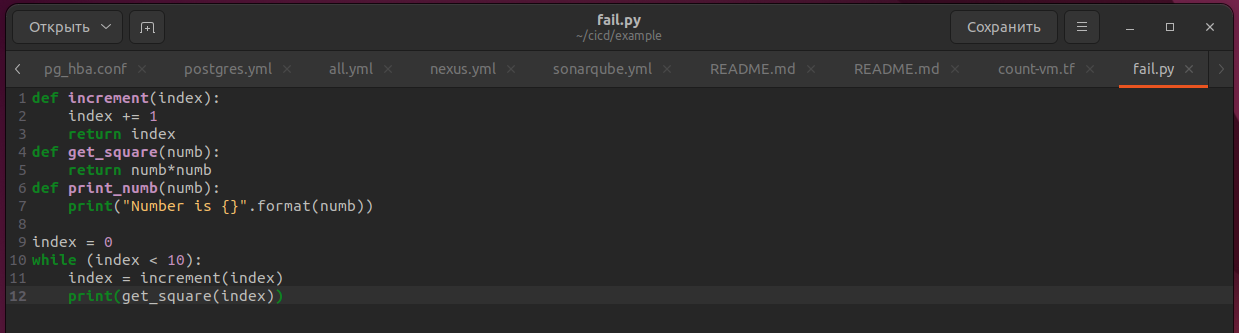 Открыть
fail.py
~/cicd/example
Сохранить
pg_hba.conf × postgres.yml × all.yml × nexus.yml × sonarqube.yml × README.md × README.md × count-vm.tf × fail.py ×
1 def increment(index):
2     index += 1
3     return index
4 def get_square(numb):
5     return numb*numb
6 def print_numb(numb):
7     print("Number is {}".format(numb))
8
9 index = 0
10 while (index < 10):
11     index = increment(index)
12     print(get_square(index))